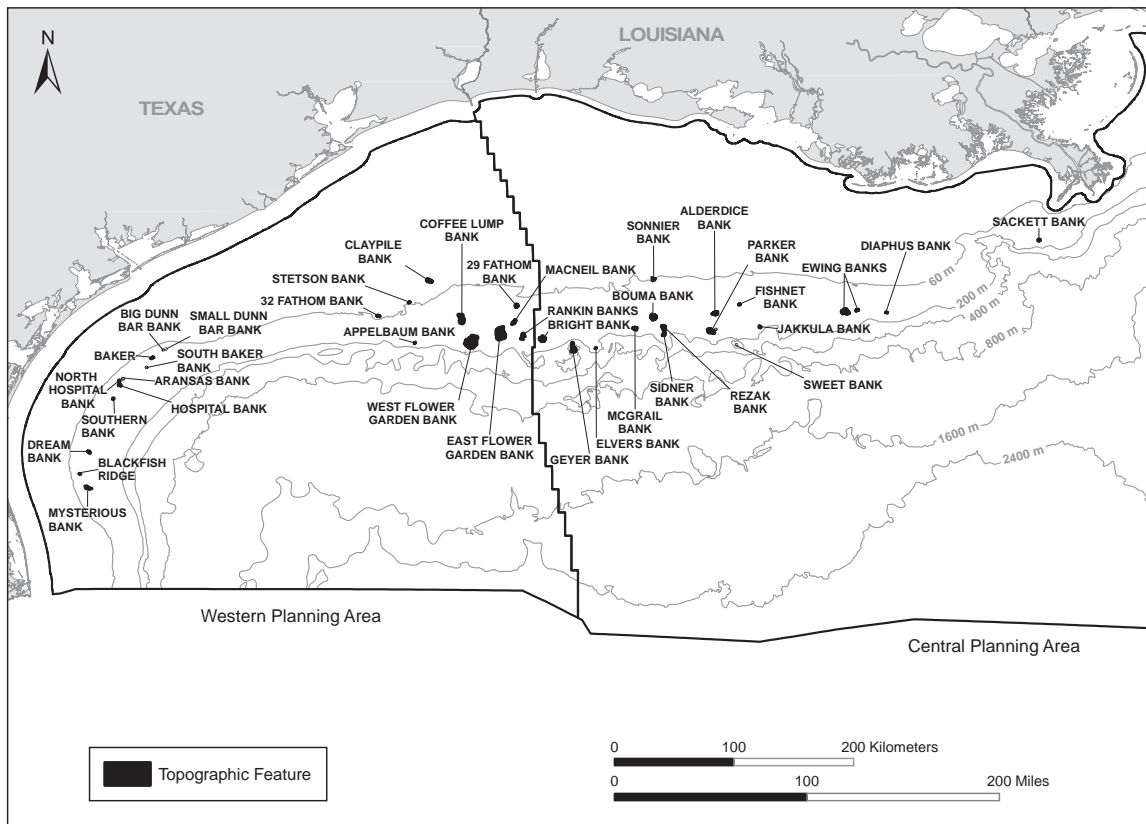 N
LOUISIANA
TEXAS
SACKETT BANK
ALDERDICE
BANK
SONNIER
BANK
COFFEE LUMP
BANK
CLAYPILE
BANK
PARKER
BANK
DIAPHUS BANK
29 FATHOM
BANK
MACNEIL BANK
EWING BANKS
STETSON BANK
60 m
FISHNET
BANK
BOUMA BANK
200 m
32 FATHOM BANK
RANKIN BANKS
BIG DUNN
BAR BANK
SMALL DUNN
BAR BANK
400 m
BRIGHT BANK
APPELBAUM BANK
JAKKULA BANK
800 m
BAKER
SOUTH BAKER
BANK
NORTH
HOSPITAL
BANK
ARANSAS BANK
SWEET BANK
SIDNER
BANK
REZAK
BANK
HOSPITAL BANK
WEST FLOWER
GARDEN BANK
MCGRAIL
BANK
SOUTHERN
BANK
1600 m
EAST FLOWER
GARDEN BANK
ELVERS BANK
DREAM
BANK
GEYER BANK
2400 m
BLACKFISH
RIDGE
MYSTERIOUS
BANK
Western Planning Area
Central Planning Area
Topographic Feature
0 100 200 Kilometers
0 100 200 Miles